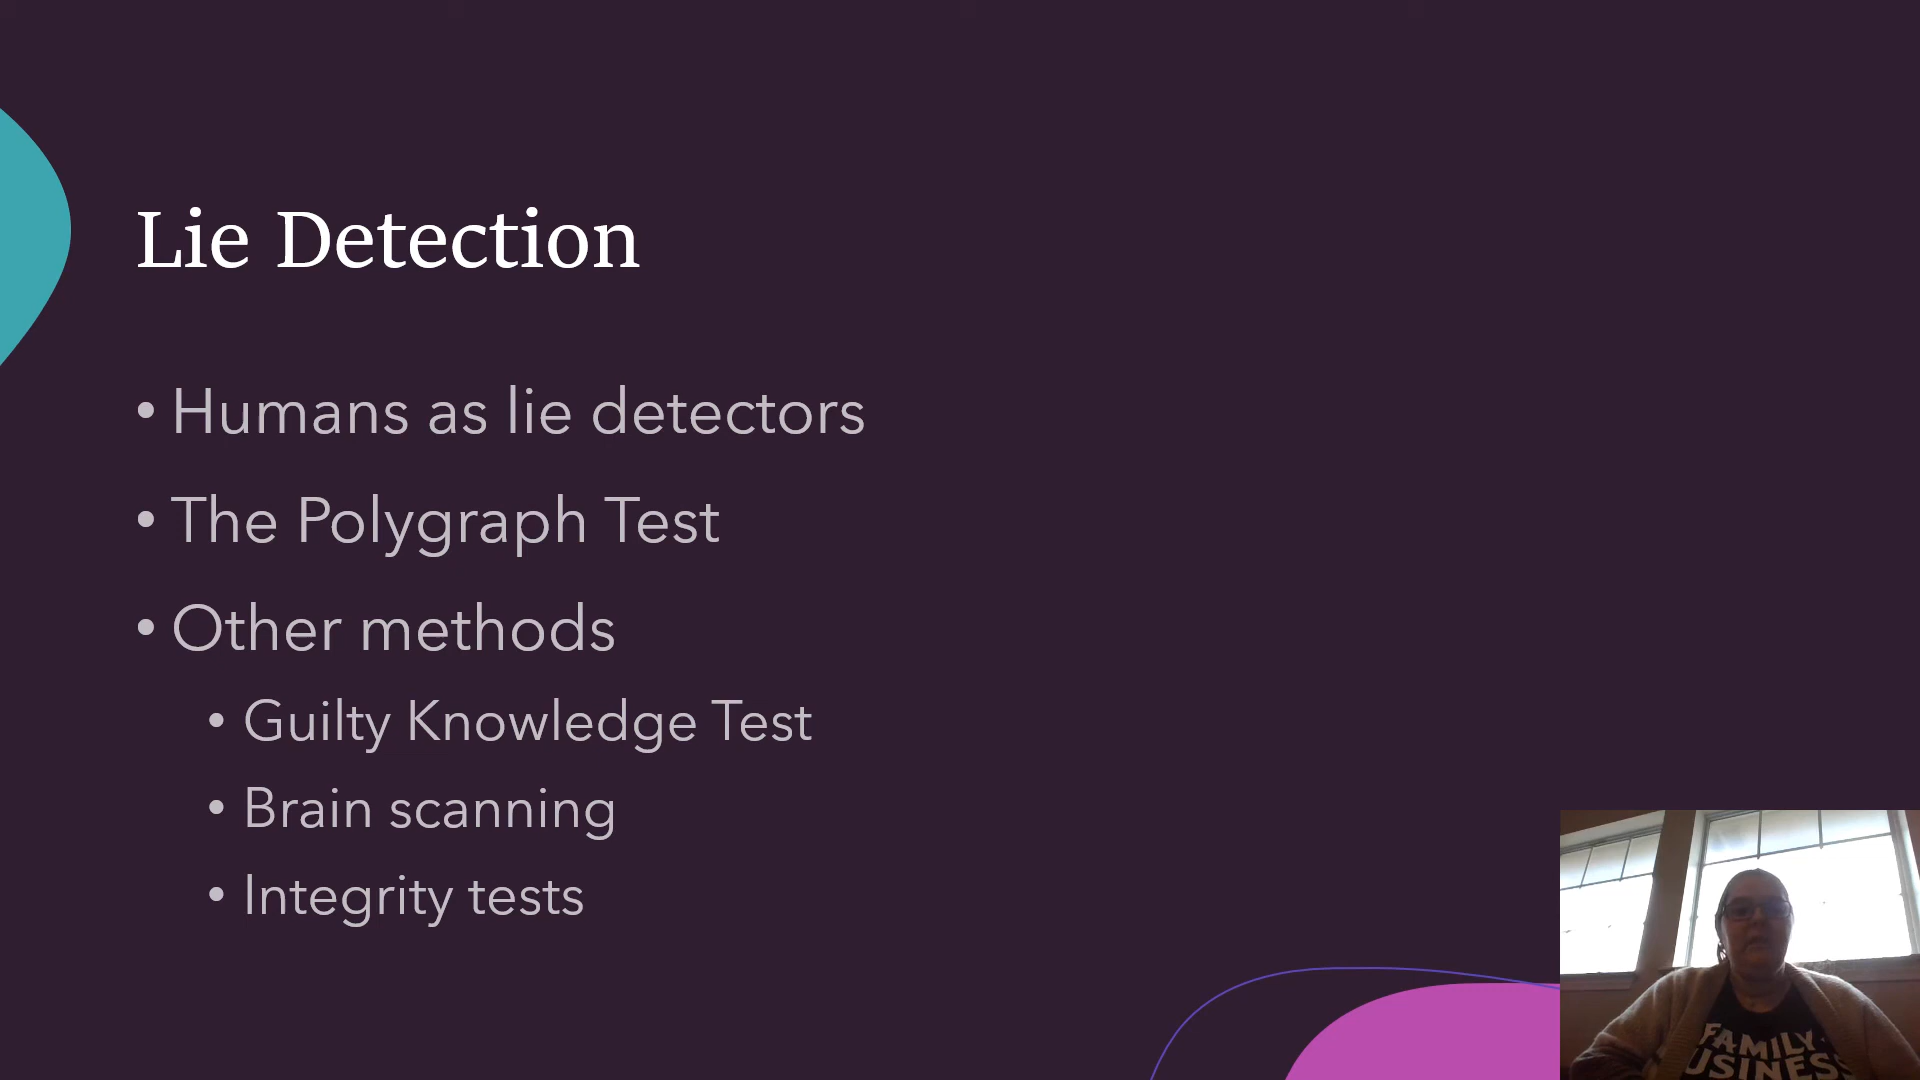 Lie Detection
• Humans as lie detectors
• The Polygraph Test
• Other methods
• Guilty Knowledge Test
• Brain scanning
• Integrity tests
FAMILY
USINESS